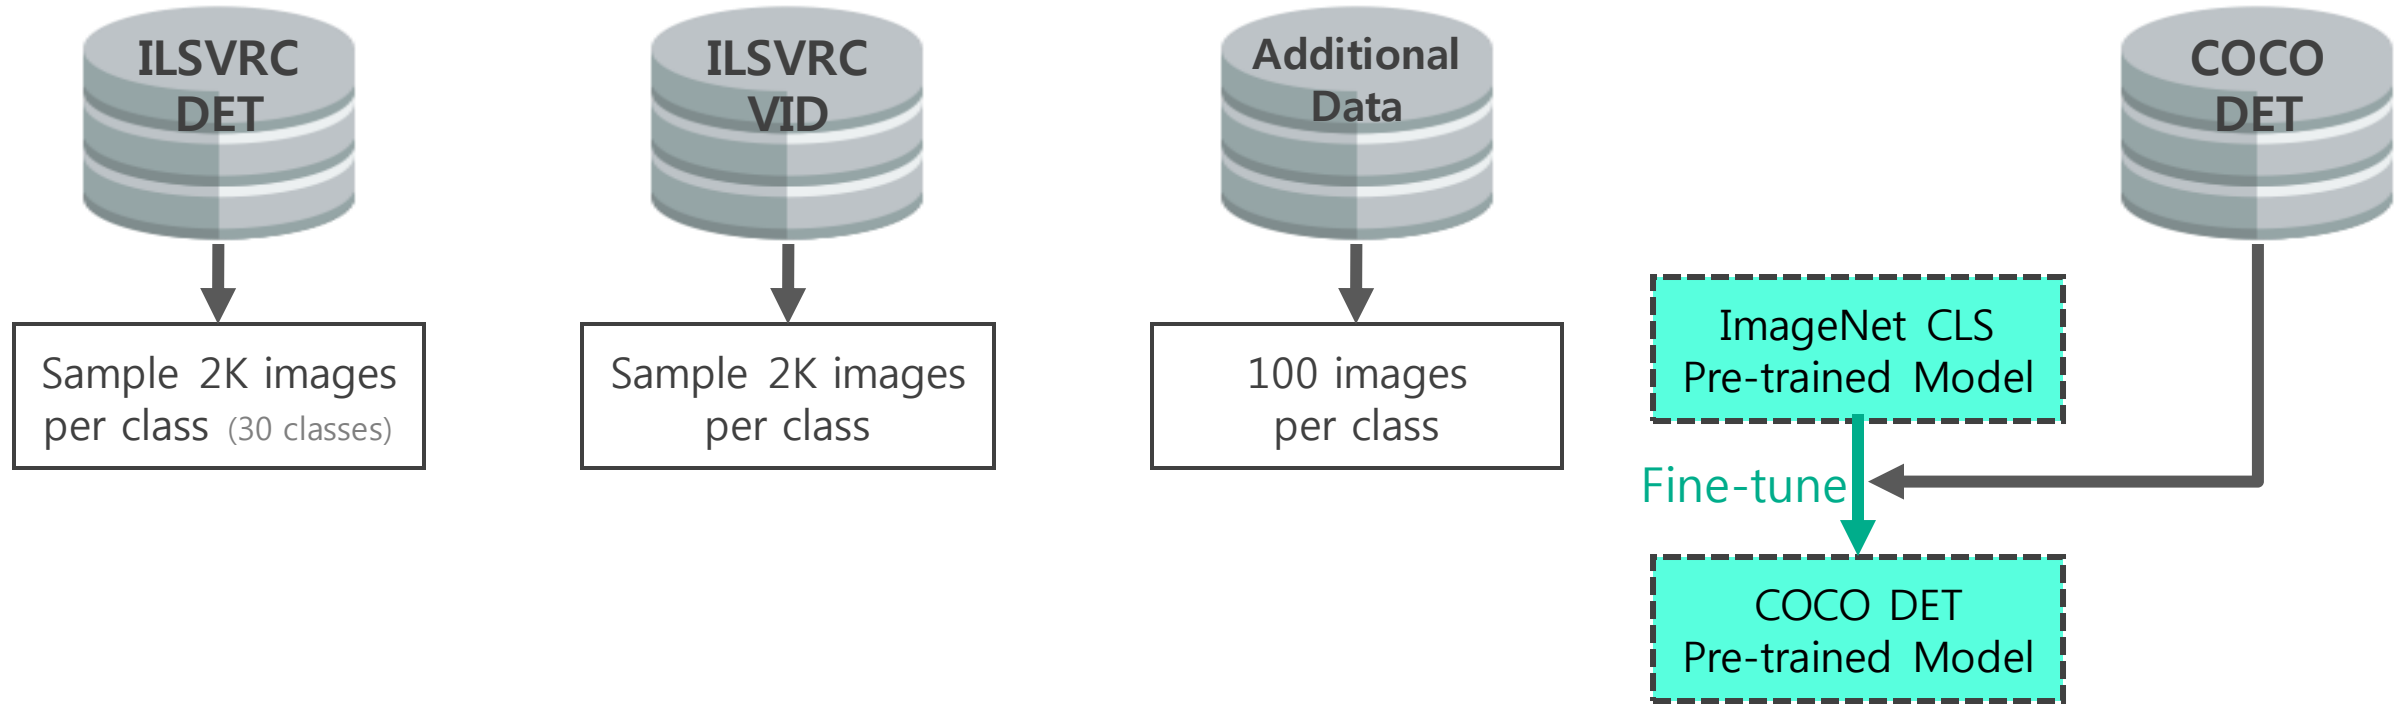 ILSVRC
DET
ILSVRC
VID
Additional
Data
COCO
DET
Sample 2K images
per class (30 classes)
Sample 2K images
per class
100 images
per class
ImageNet CLS
Pre-trained Model
Fine-tune
COCO DET
Pre-trained Model